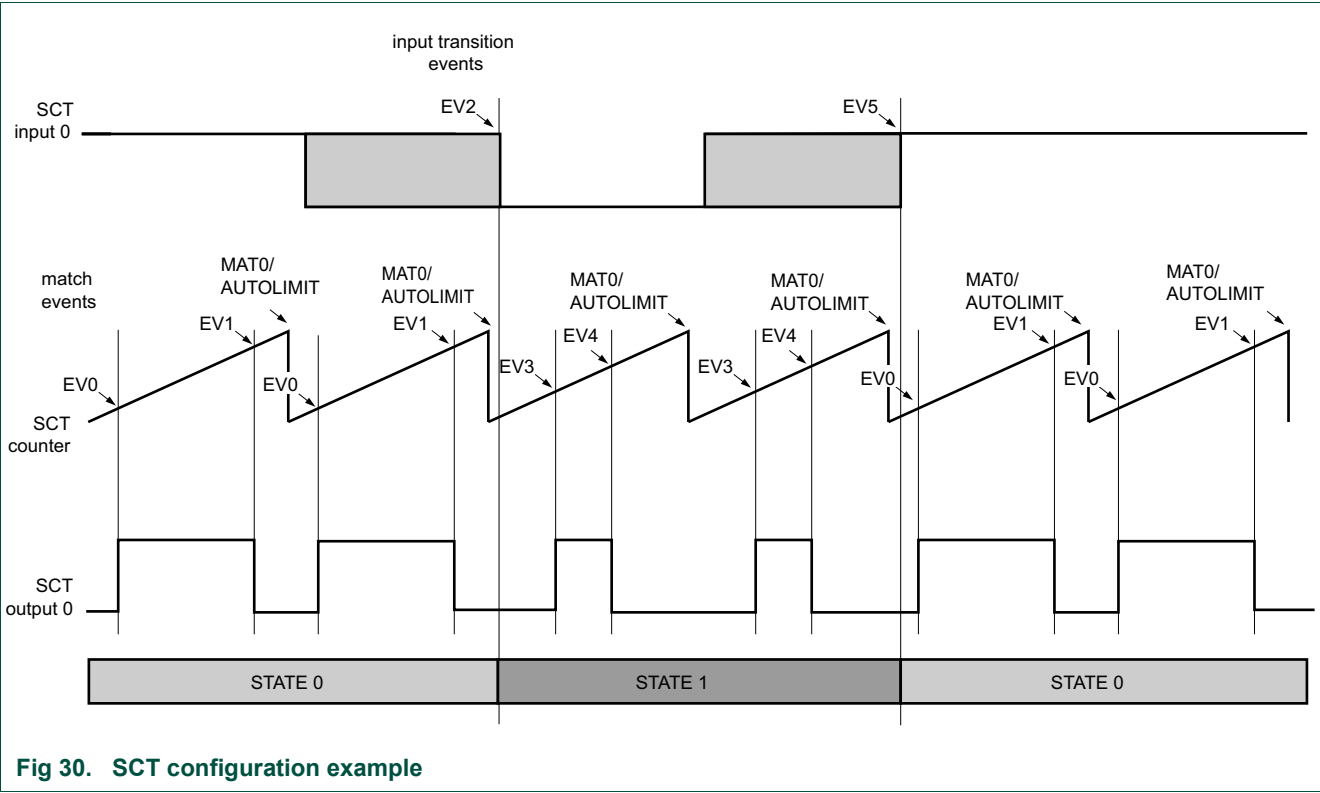 input transition
events
SCT
input 0
EV2
EV5
match
events
MAT0/
AUTOLIMIT
MAT0/
AUTOLIMIT
MAT0/
AUTOLIMIT
MAT0/
AUTOLIMIT
MAT0/
AUTOLIMIT
MAT0/
AUTOLIMIT
EV0
EV1
EV0
EV1
EV3
EV4
EV3
EV4
EV0
EV1
EV0
EV1
SCT
counter
SCT
output 0
STATE 0
STATE 1
STATE 0
Fig 30. SCT configuration example